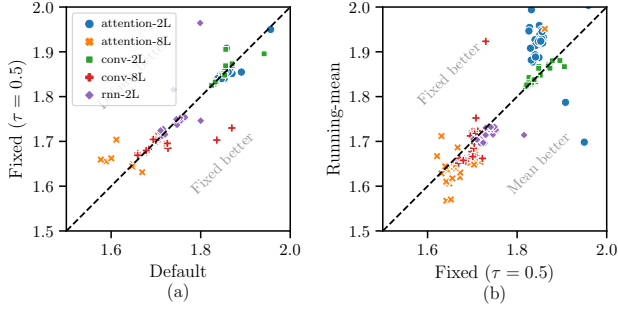 2.0
1.9
1.8
1.7
1.6
1.5
Fixed (τ = 0.5)
attention-2L
attention-8L
conv-2L
conv-8L
rnn-2L
Fixed better
1.6
1.8
2.0
Default
(a)
2.0
1.9
1.8
1.7
1.6
1.5
Running-mean
Fixed better
Mean better
1.6
1.8
2.0
Fixed (τ = 0.5)
(b)